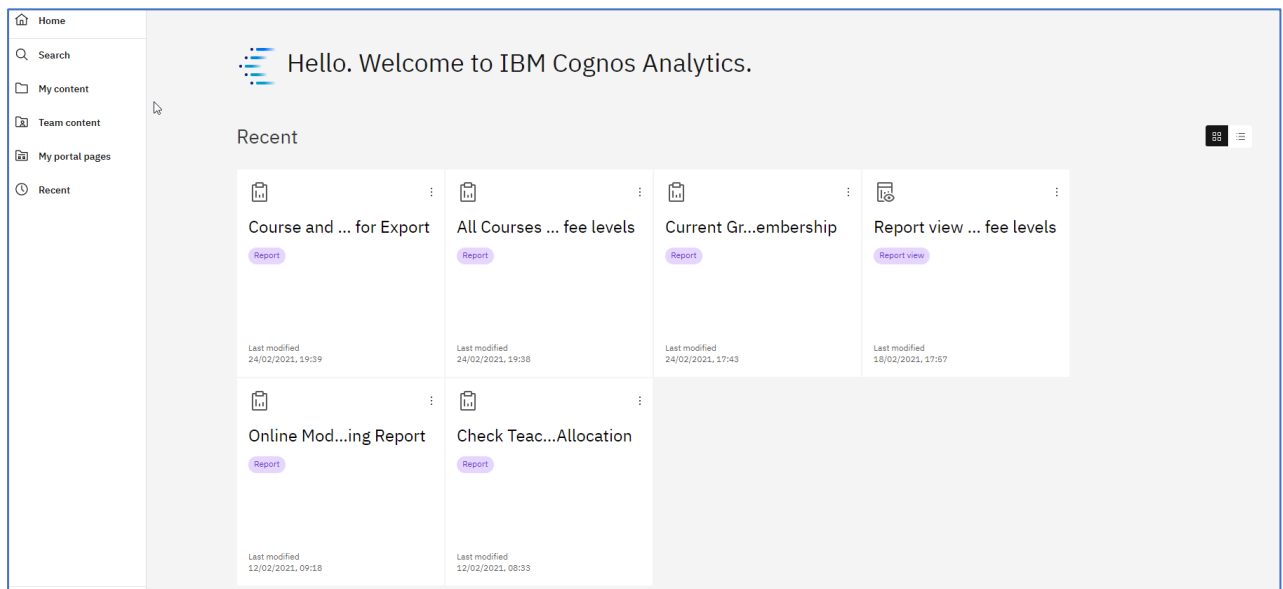 Home
Search
My content
Team content
My portal pages
Recent
Hello. Welcome to IBM Cognos Analytics.
Recent
Course and ... for Export
Report
Last modified
24/02/2021, 19:39
All Courses ... fee levels
Report
Last modified
24/02/2021, 19:38
Current Gr...embership
Report
Last modified
24/02/2021, 17:43
Report view ... fee levels
Report view
Last modified
18/02/2021, 17:57
Online Mod...ing Report
Report
Last modified
12/02/2021, 09:18
Check Teac...Allocation
Report
Last modified
12/02/2021, 08:33